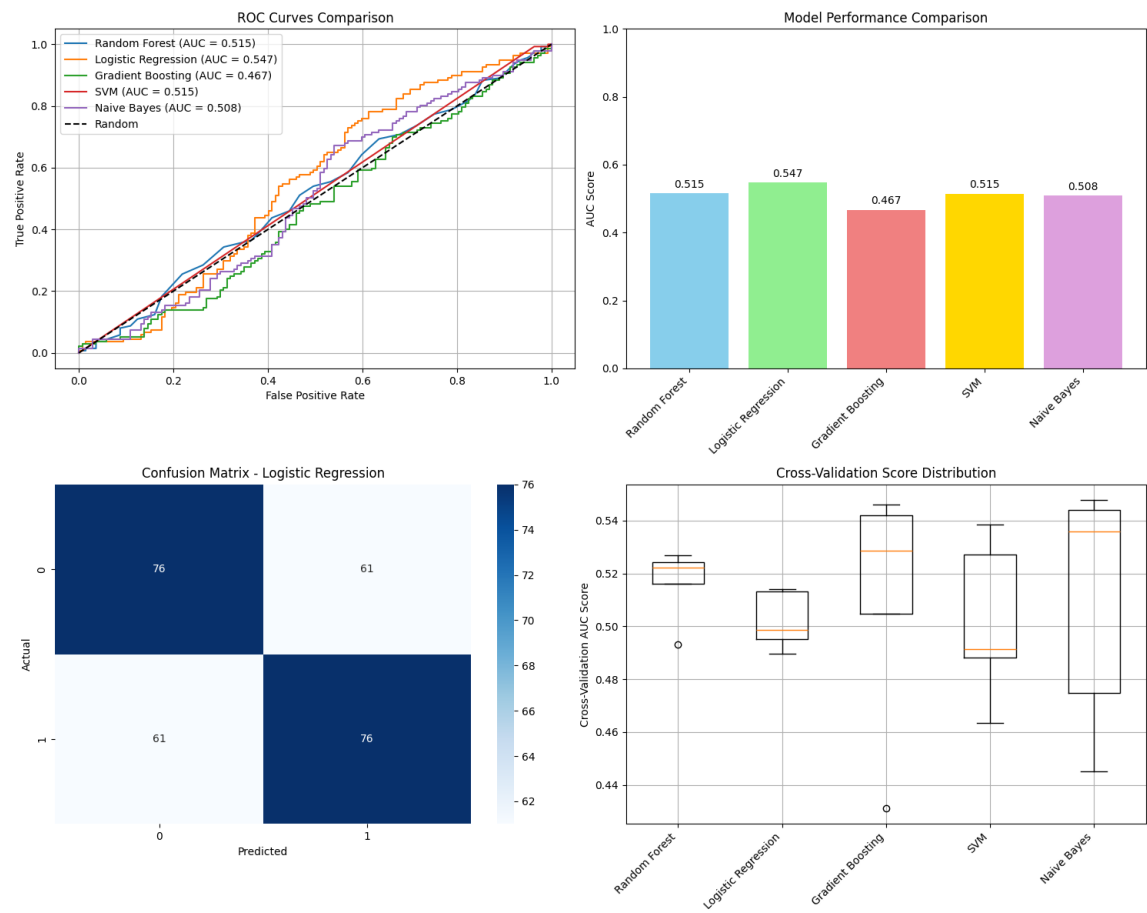 ROC Curves Comparison
Random Forest (AUC = 0.515)
Logistic Regression (AUC = 0.547)
Gradient Boosting (AUC = 0.467)
SVM (AUC = 0.515)
Naive Bayes (AUC = 0.508)
Random
True Positive Rate
1.0
0.8
0.6
0.4
0.2
0.0
0.0 0.2 0.4 0.6 0.8 1.0
False Positive Rate
Model Performance Comparison
AUC Score
1.0
0.8
0.6
0.4
0.2
0.0
0.515 0.547 0.467 0.515 0.508
Random Forest
Logistic Regression
Gradient Boosting
SVM
Naive Bayes
Confusion Matrix - Logistic Regression
Actual
0
1
76 61
61 76
0 1
Predicted
76
74
72
70
68
66
64
62
Cross-Validation Score Distribution
Cross-Validation AUC Score
0.54
0.52
0.50
0.48
0.46
0.44
Random Forest
Logistic Regression
Gradient Boosting
SVM
Naive Bayes